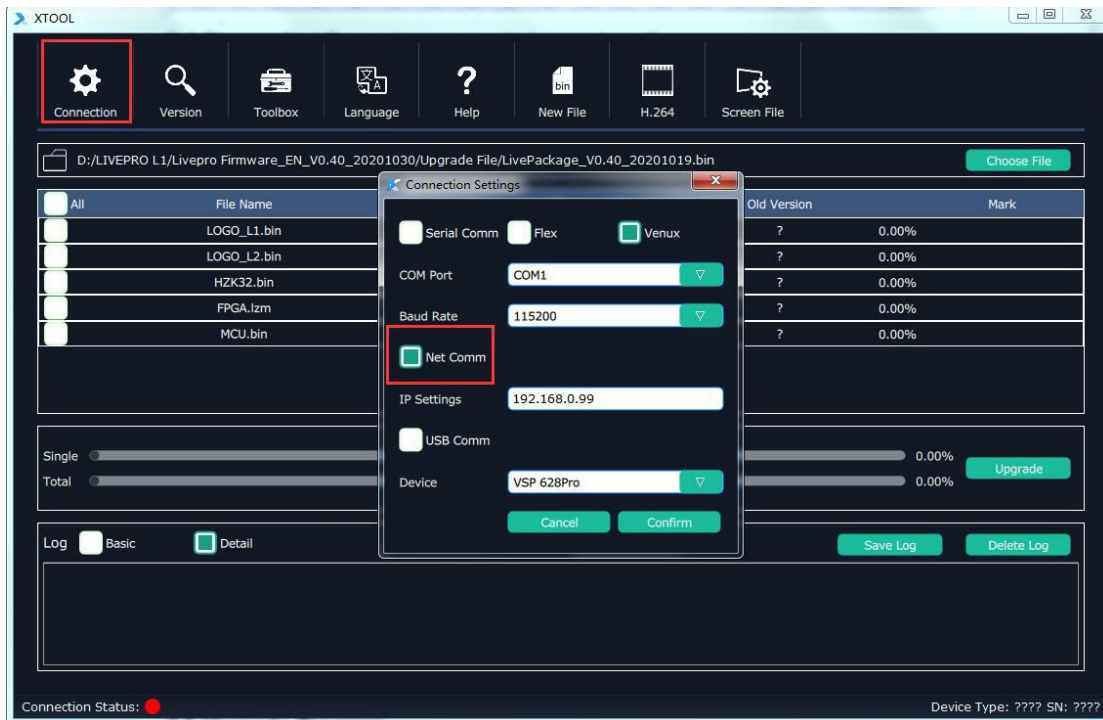 XTOOL
Connection Version Toolbox Language Help New File H.264 Screen File
bin
D:/LIVEPRO L1/Livepro Firmware_EN_V0.40_20201030/Upgrade File/LivePackage_V0.40_20201019.bin Choose File
All File Name Old Version Mark
LOGO_L1.bin ? 0.00%
LOGO_L2.bin ? 0.00%
HZK32.bin ? 0.00%
FPGA.lzm ? 0.00%
MCU.bin ? 0.00%
Connection Settings
Serial Comm Flex Venux
COM Port COM1
Baud Rate 115200
Net Comm
IP Settings 192.168.0.99
USB Comm
Device VSP 628Pro
Cancel Confirm
Single 0.00%
Total 0.00%
Upgrade
Log Basic Detail Save Log Delete Log
Connection Status: Device Type: ???? SN: ????